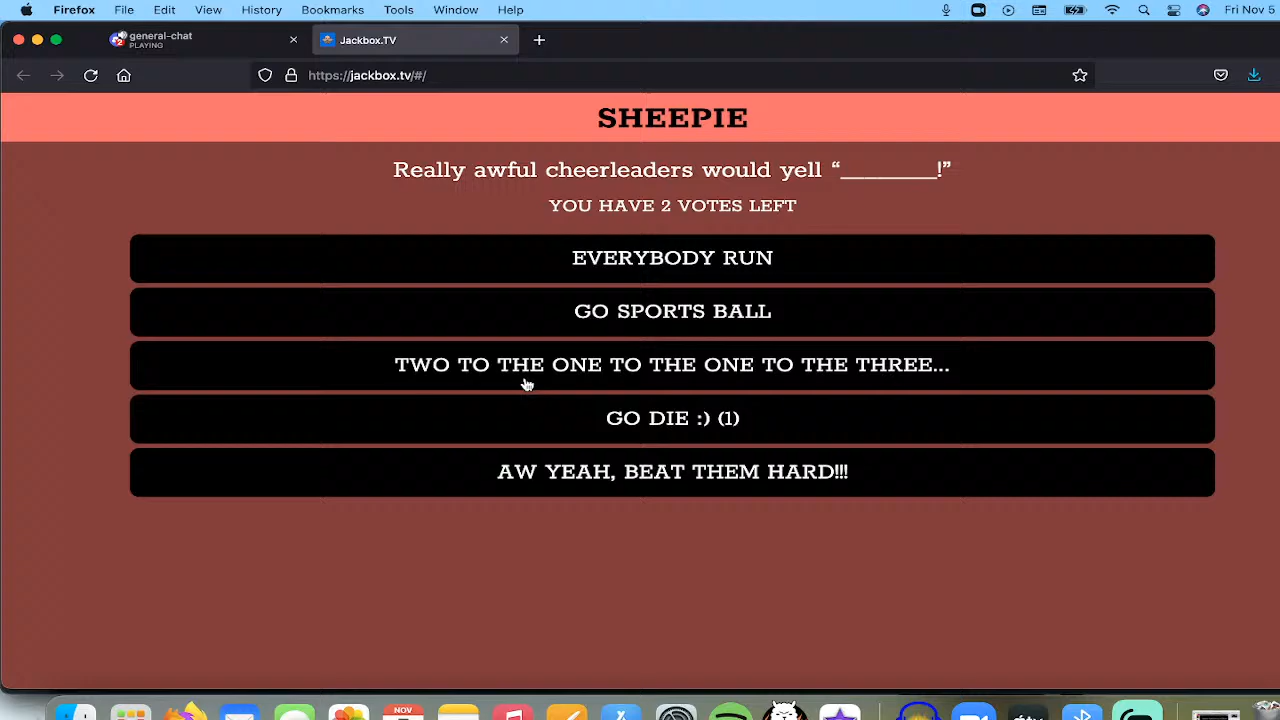 Firefox File Edit View History Bookmarks Tools Window Help Fri Nov 5
general-chat
PLAYING
Jackbox.TV
https://jackbox.tv/#/
SHEEPIE
Really awful cheerleaders would yell “________!”
YOU HAVE 2 VOTES LEFT
EVERYBODY RUN
GO SPORTS BALL
TWO TO THE ONE TO THE ONE TO THE THREE...
GO DIE :) (1)
AW YEAH, BEAT THEM HARD!!!
NOV